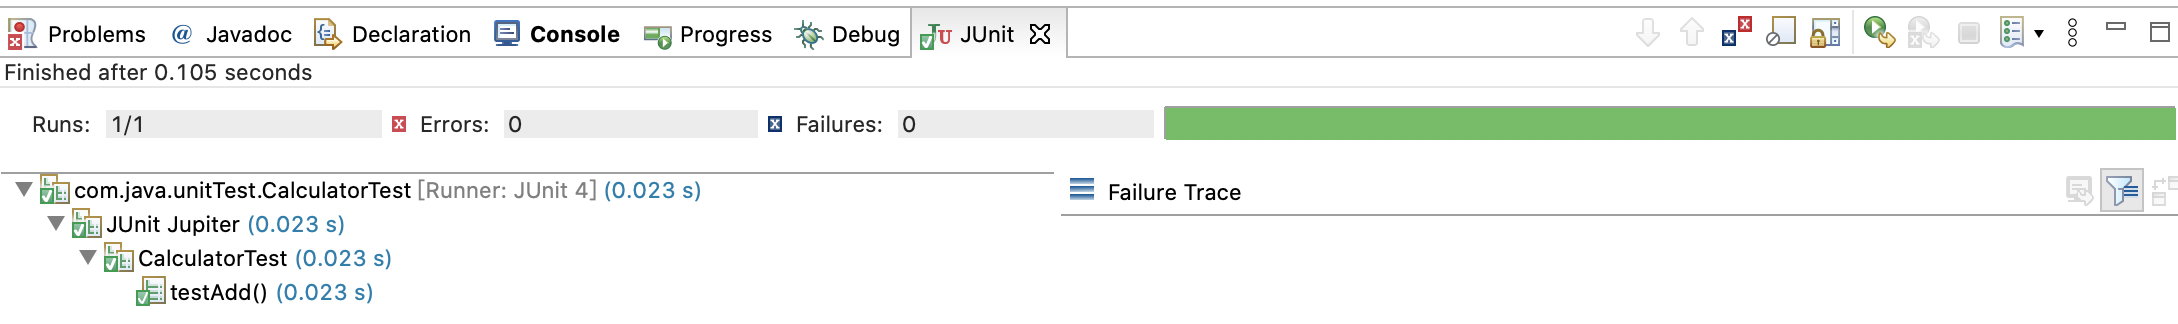 Problems @ Javadoc Declaration Console Progress Debug JUnit
Finished after 0.105 seconds
Runs: 1/1 Errors: 0 Failures: 0
com.java.unitTest.CalculatorTest [Runner: JUnit 4] (0.023 s)
Failure Trace
JUnit Jupiter (0.023 s)
CalculatorTest (0.023 s)
testAdd() (0.023 s)